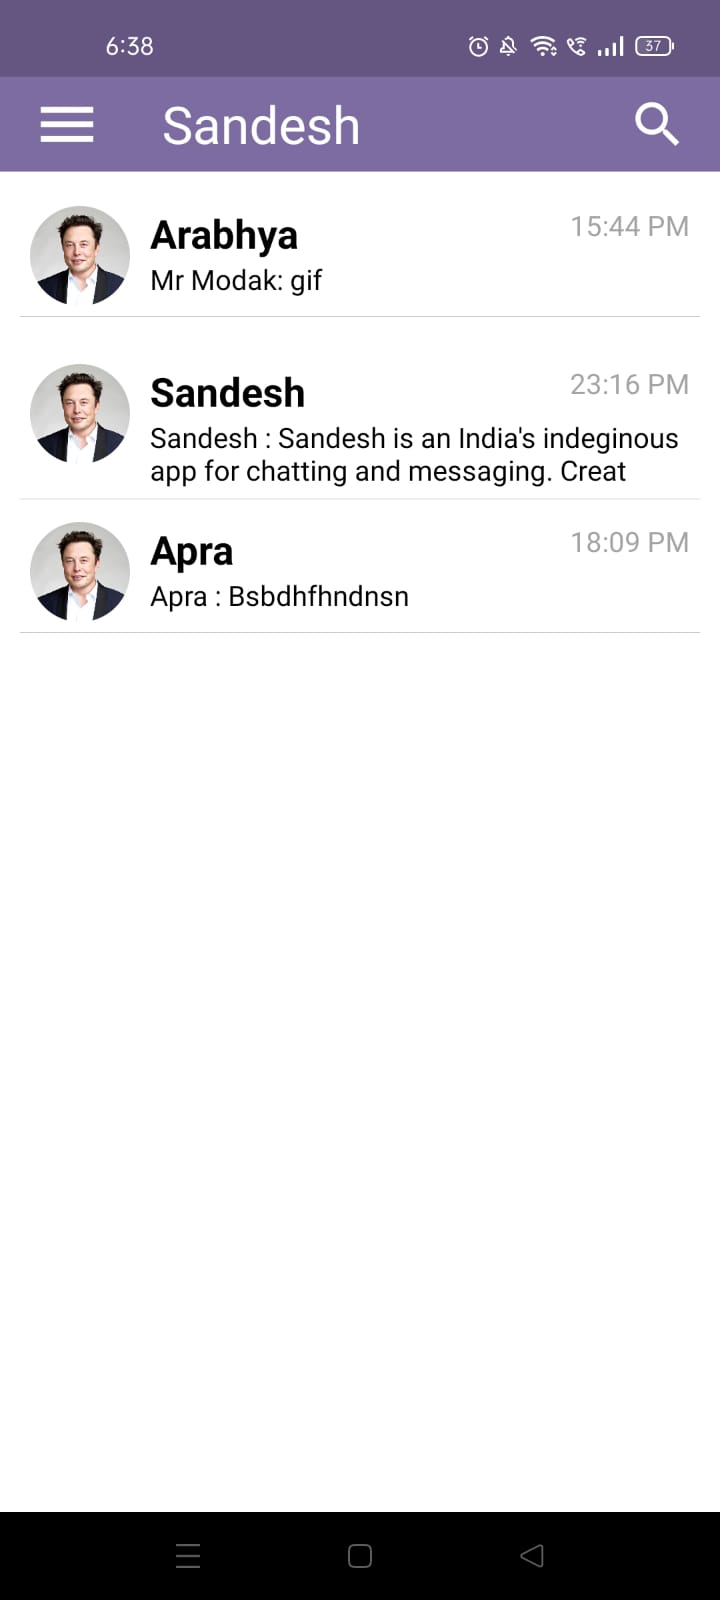 6:38
37
Sandesh
Arabhya
15:44 PM
Mr Modak: gif
Sandesh
23:16 PM
Sandesh : Sandesh is an India's indeginous
app for chatting and messaging. Creat
Apra
18:09 PM
Apra : Bsbdhfhndnsn